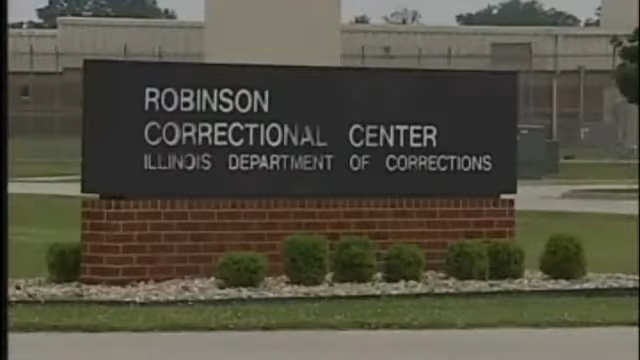 ROBINSON
CORRECTIONAL CENTER
ILLINOIS DEPARTMENT OF CORRECTIONS